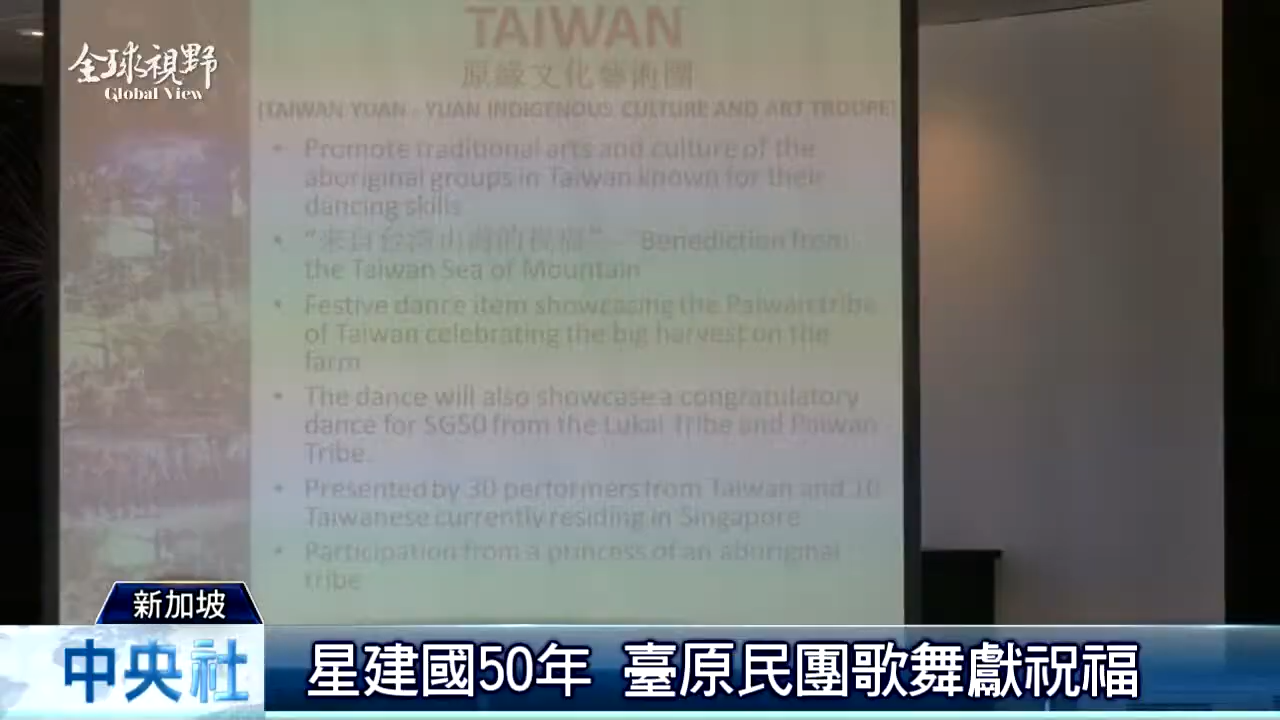 全球視野
Global View
TAIWAN
原緣文化藝術團
(TAIWAN YUAN - YUAN INDIGENOUS CULTURE AND ART TROUPE)
• Promote traditional arts and culture of the
aboriginal groups in Taiwan known for their
dancing skills
• “來自台灣山海的祝福” – Benediction from
the Taiwan Sea of Mountain
• Festive dance item showcasing the Paiwan tribe
of Taiwan celebrating the big harvest on the
farm
• The dance will also showcase a congratulatory
dance for SG50 from the Lukai Tribe and Paiwan
Tribe.
• Presented by 30 performers from Taiwan and 10
Taiwanese currently residing in Singapore
• Participation from a princess of an aboriginal
tribe
新加坡
中央社
星建國50年 臺原民團歌舞獻祝福